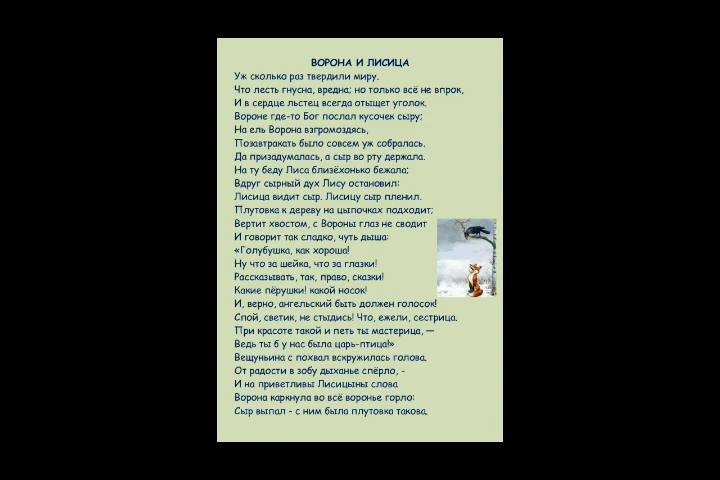 ВОРОНА И ЛИСИЦА
Уж сколько раз твердили миру.
Что лесть гнусна, вредна; но только всё не впрок,
И в сердце льстец всегда отыщет уголок.
Вороне где-то Бог послал кусочек сыру;
На ель Ворона взгромоздясь,
Позавтракать было совсем уж собралась.
Да призадумалась, а сыр во рту держала.
На ту беду Лиса близёхонько бежала;
Вдруг сырный дух Лису остановил:
Лисица видит сыр. Лисицу сыр пленил.
Плутовка к дереву на цыпочках подходит;
Вертит хвостом, с Вороны глаз не сводит
И говорит так сладко, чуть дыша:
«Голубушка, как хороша!
Ну что за шейка, что за глазки!
Рассказывать, так, право, сказки!
Какие пёрушки! какой носок!
И, верно, ангельский быть должен голосок!
Спой, светик, не стыдись! Что, ежели, сестрица.
При красоте такой и петь ты мастерица, —
Ведь ты б у нас была царь-птица!»
Вещуньина с похвал вскружилась голова.
От радости в зобу дыханье спёрло, -
И на приветливы Лисицыны слова
Ворона каркнула во всё воронье горло:
Сыр выпал - с ним была плутовка такова.